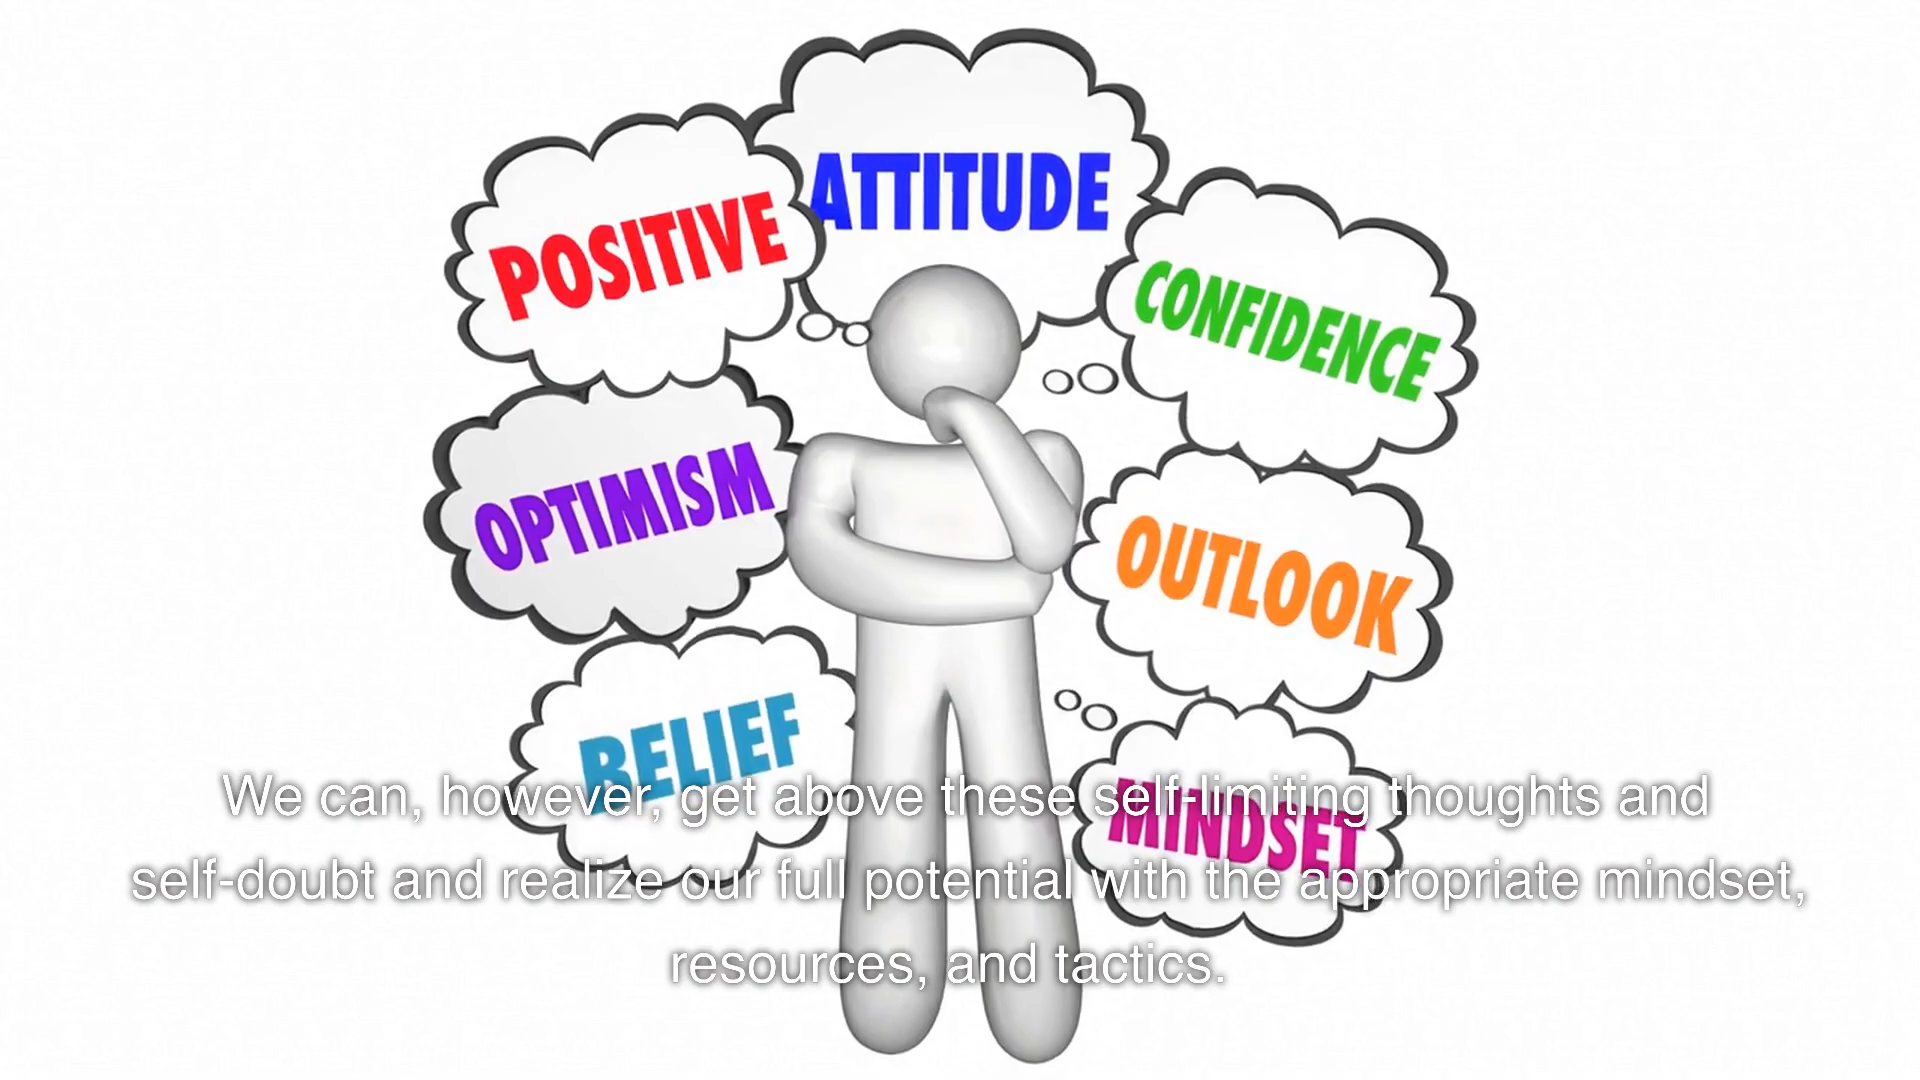 ATTITUDE
POSITIVE
CONFIDENCE
OPTIMISM
OUTLOOK
BELIEF
MINDSET
We can, however, get above these self-limiting thoughts and
self-doubt and realize our full potential with the appropriate mindset,
resources, and tactics.